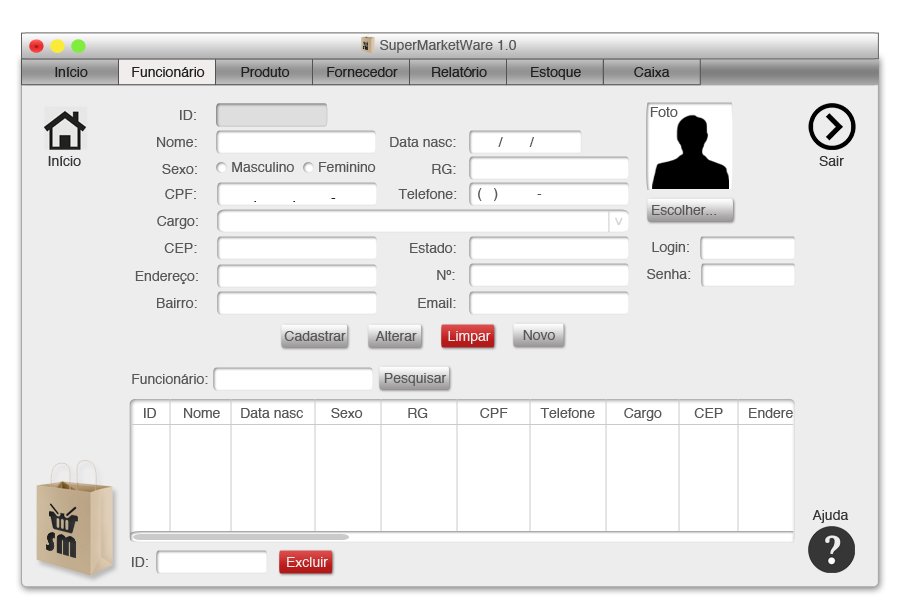 SuperMarketWare 1.0
Início Funcionário Produto Fornecedor Relatório Estoque Caixa
Início
ID:
Nome: Data nasc: / /
Sexo: Masculino Feminino RG:
CPF: . . - Telefone: ( ) -
Cargo: v
CEP: Estado:
Endereço: Nº:
Bairro: Email:
Foto
Escolher...
Login:
Senha:
Sair
Cadastrar Alterar Limpar Novo
Funcionário: Pesquisar
ID Nome Data nasc Sexo RG CPF Telefone Cargo CEP Endere
sm
ID: Excluir
Ajuda
?